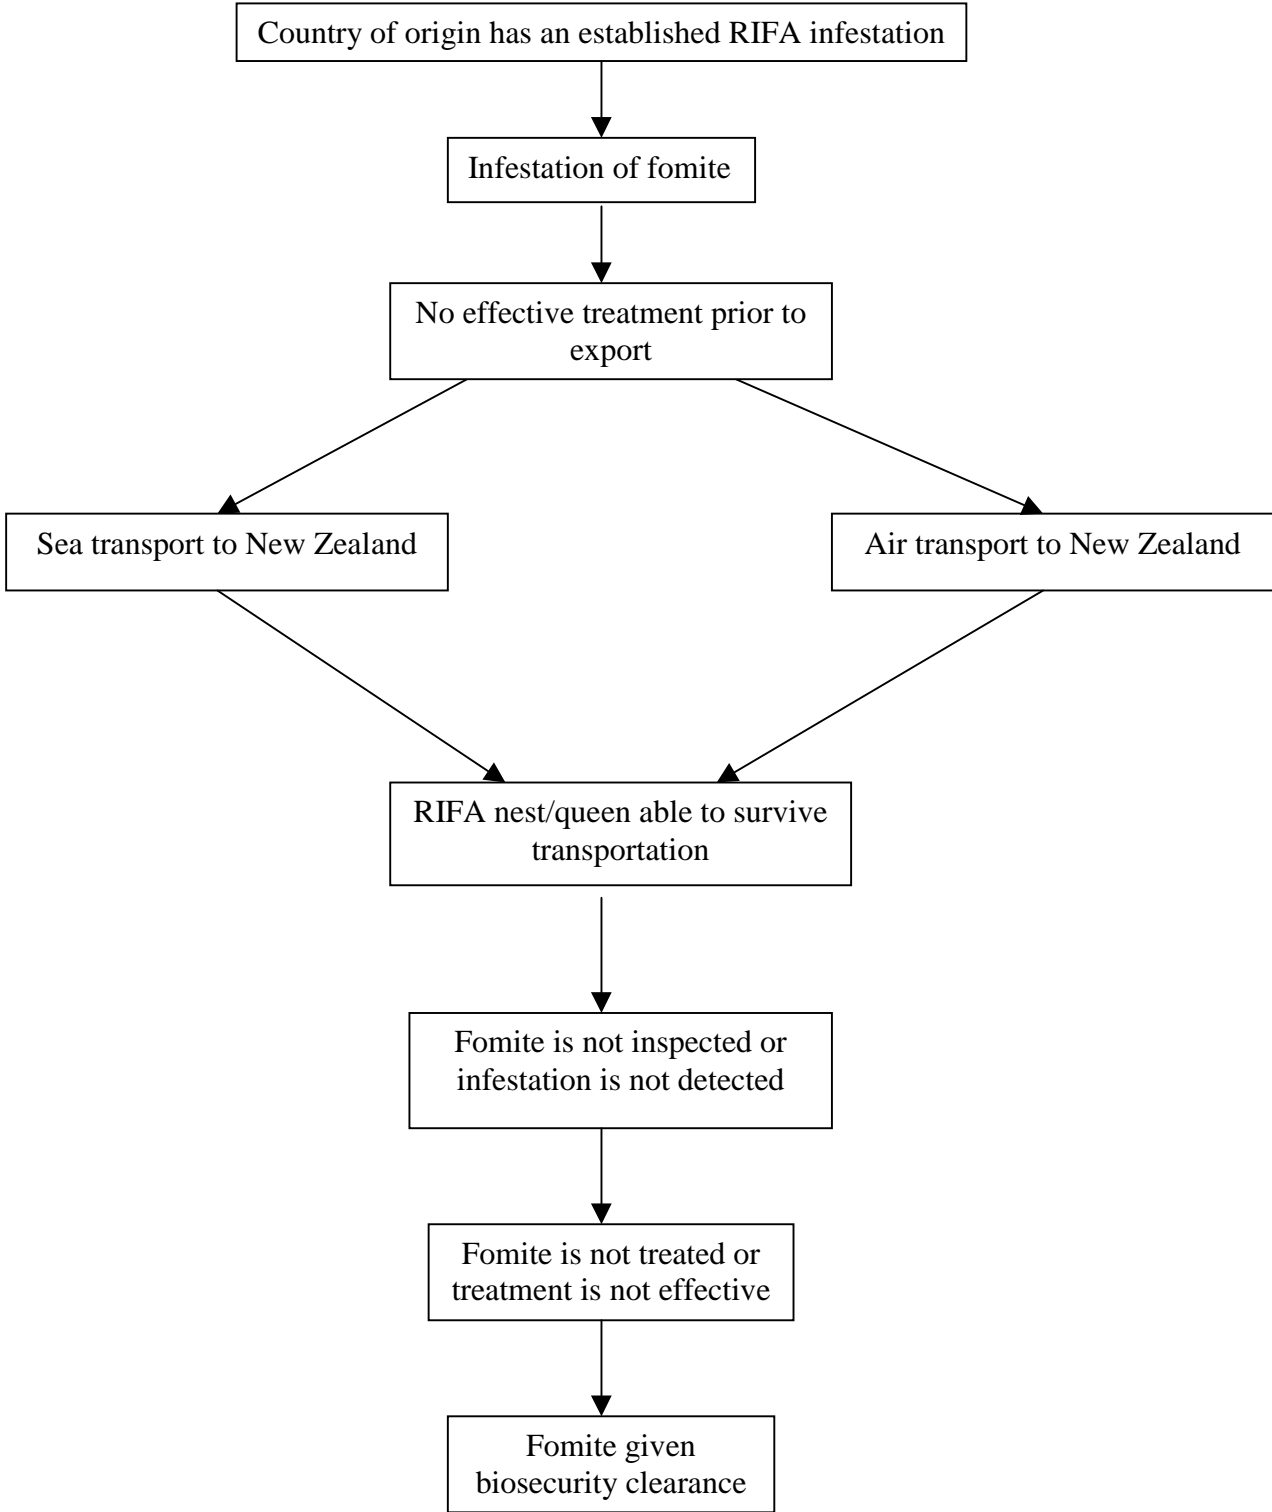 Country of origin has an established RIFA infestation
Infestation of fomite
No effective treatment prior to
export
Sea transport to New Zealand
Air transport to New Zealand
RIFA nest/queen able to survive
transportation
Fomite is not inspected or
infestation is not detected
Fomite is not treated or
treatment is not effective
Fomite given
biosecurity clearance